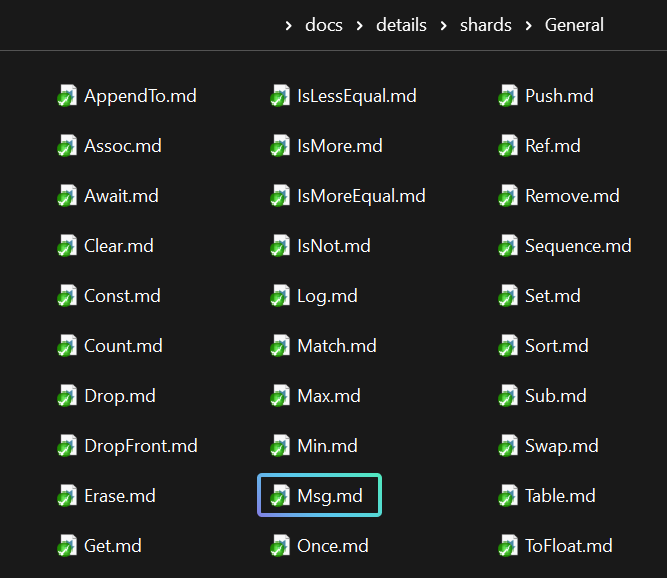 docs > details > shards > General
AppendTo.md
Assoc.md
Await.md
Clear.md
Const.md
Count.md
Drop.md
DropFront.md
Erase.md
Get.md
IsLessEqual.md
IsMore.md
IsMoreEqual.md
IsNot.md
Log.md
Match.md
Max.md
Min.md
Msg.md
Once.md
Push.md
Ref.md
Remove.md
Sequence.md
Set.md
Sort.md
Sub.md
Swap.md
Table.md
ToFloat.md